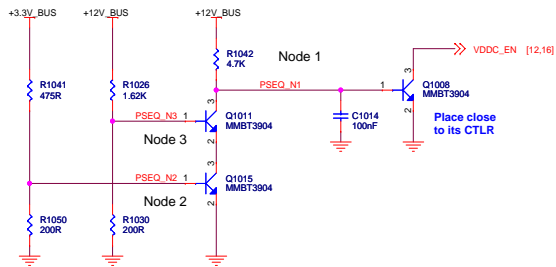 +3.3V_BUS
+12V_BUS
+12V_BUS
R1041
475R
R1026
1.62K
R1042
4.7K
Node 1
PSEQ_N1
1
3
2
Q1008
MMBT3904
VDDC_EN [12,16]
C1014
100nF
Place close
to its CTLR
PSEQ_N3
1
3
2
Q1011
MMBT3904
Node 3
PSEQ_N2
1
3
2
Q1015
MMBT3904
Node 2
R1050
200R
R1030
200R